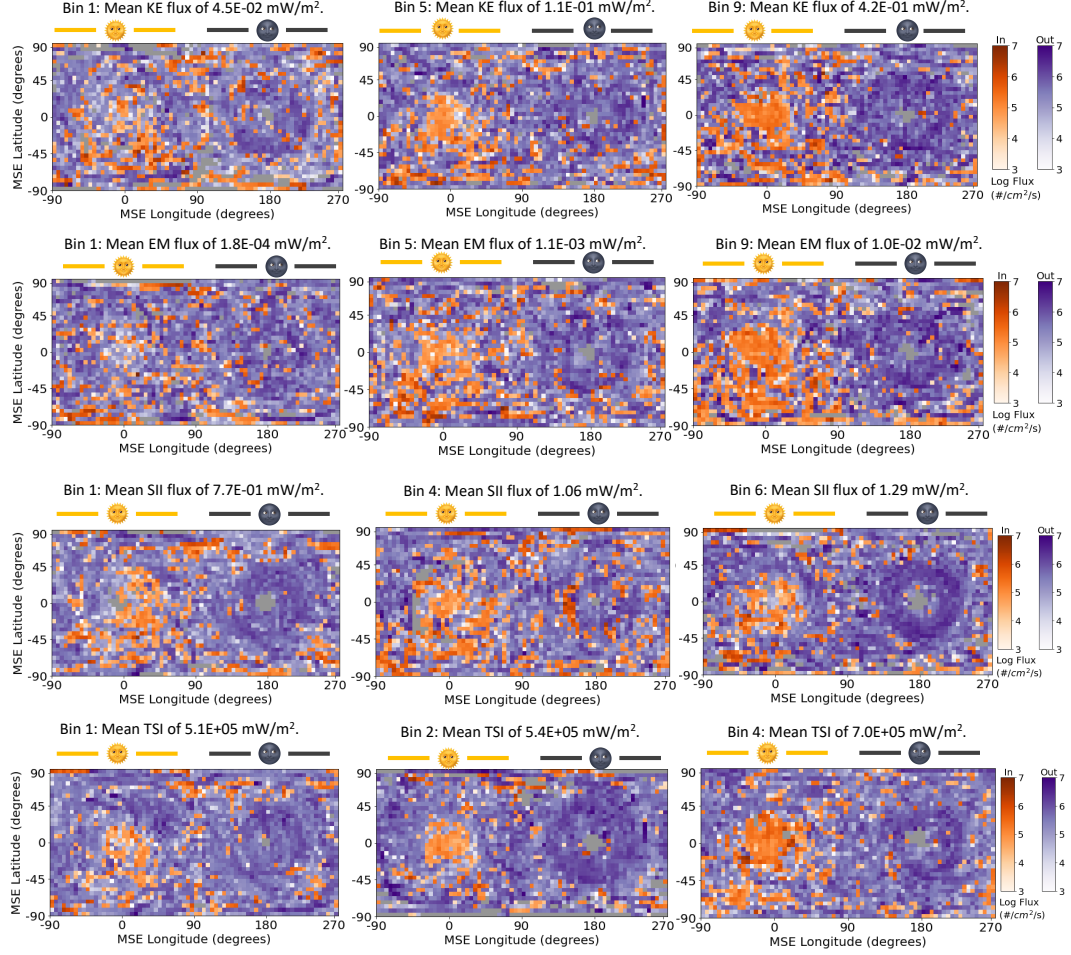 Bin 1: Mean KE flux of 4.5E-02 mW/m².
Bin 5: Mean KE flux of 1.1E-01 mW/m².
Bin 9: Mean KE flux of 4.2E-01 mW/m².
In Out
90
45
0
-45
-90
MSE Latitude (degrees)
-90 0 90 180 270
MSE Longitude (degrees)
90
45
0
-45
-90
-90 0 90 180 270
MSE Longitude (degrees)
90
45
0
-45
-90
-90 0 90 180 270
MSE Longitude (degrees)
7 7
6 6
5 5
4 4
3 3
Log Flux
(#/cm²/s)
Bin 1: Mean EM flux of 1.8E-04 mW/m².
Bin 5: Mean EM flux of 1.1E-03 mW/m².
Bin 9: Mean EM flux of 1.0E-02 mW/m².
In Out
90
45
0
-45
-90
MSE Latitude (degrees)
-90 0 90 180 270
MSE Longitude (degrees)
90
45
0
-45
-90
-90 0 90 180 270
MSE Longitude (degrees)
90
45
0
-45
-90
-90 0 90 180 270
MSE Longitude (degrees)
7 7
6 6
5 5
4 4
3 3
Log Flux
(#/cm²/s)
Bin 1: Mean SII flux of 7.7E-01 mW/m².
Bin 4: Mean SII flux of 1.06 mW/m².
Bin 6: Mean SII flux of 1.29 mW/m².
In Out
90
45
0
-45
-90
MSE Latitude (degrees)
-90 0 90 180 270
MSE Longitude (degrees)
90
45
0
-45
-90
-90 0 90 180 270
MSE Longitude (degrees)
90
45
0
-45
-90
-90 0 90 180 270
MSE Longitude (degrees)
7 7
6 6
5 5
4 4
3 3
Log Flux
(#/cm²/s)
Bin 1: Mean TSI of 5.1E+05 mW/m².
Bin 2: Mean TSI of 5.4E+05 mW/m².
Bin 4: Mean TSI of 7.0E+05 mW/m².
In Out
90
45
0
-45
-90
MSE Latitude (degrees)
-90 0 90 180 270
MSE Longitude (degrees)
90
45
0
-45
-90
-90 0 90 180 270
MSE Longitude (degrees)
90
45
0
-45
-90
-90 0 90 180 270
MSE Longitude (degrees)
7 7
6 6
5 5
4 4
3 3
Log Flux
(#/cm²/s)